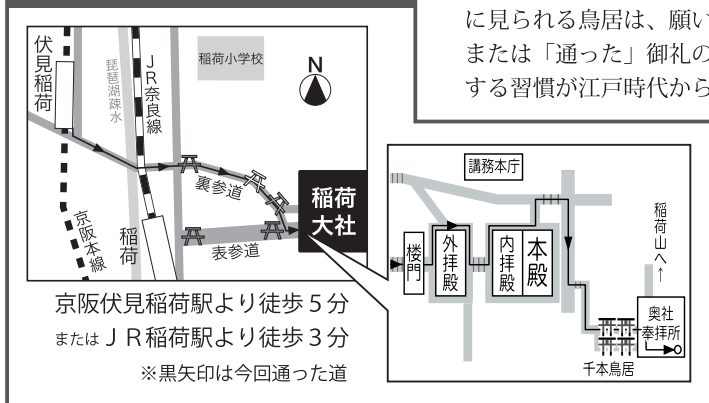 に見られる鳥居は、願い
または「通った」御礼の
する習慣が江戸時代から
伏見稲荷
琵琶湖疏水
JR奈良線
稲荷小学校
N
裏参道
稲荷
大社
京阪本線
稲荷
表参道
京阪伏見稲荷駅より徒歩5分
またはJR稲荷駅より徒歩3分
※黒矢印は今回通った道
講務本庁
楼門
外拝殿
内拝殿
本殿
稲荷山へ→
奥社
奉拝所
千本鳥居